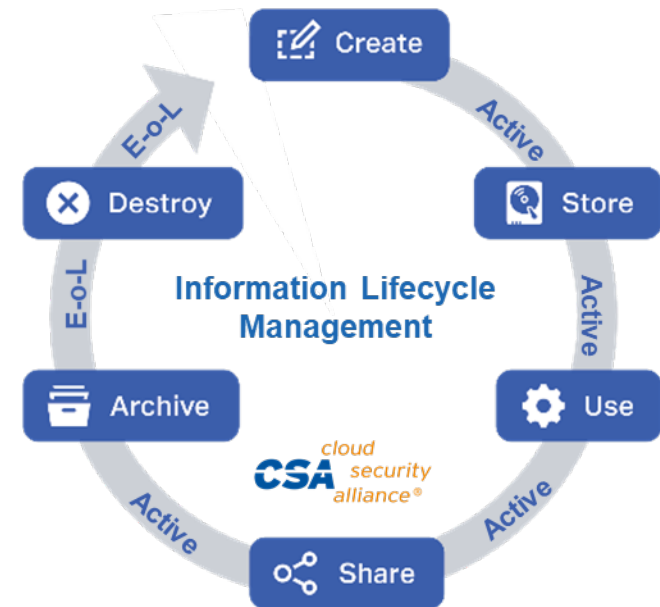 Create
Active
Store
Active
Use
Active
Share
Active
Archive
E-o-L
Destroy
E-o-L
Information Lifecycle
Management
CSA cloud
security
alliance®